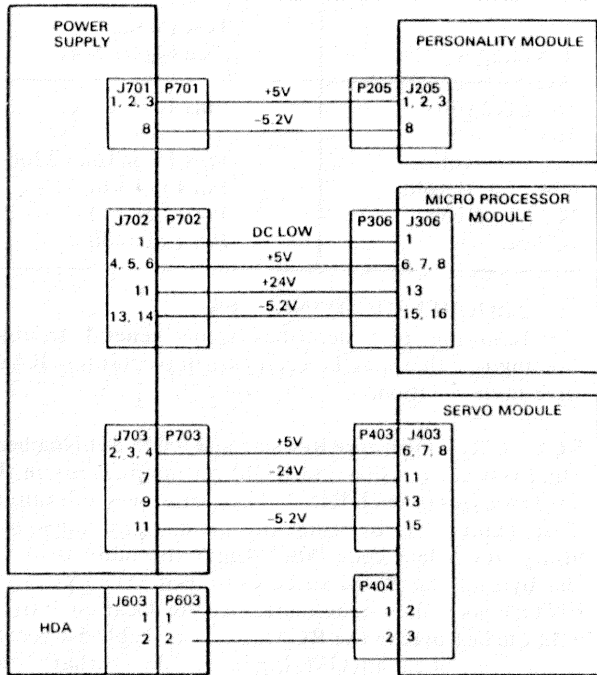 POWER
SUPPLY
PERSONALITY MODULE
J701 P701 +5V P205 J205
1, 2, 3 1, 2, 3
8 -5.2V 8
MICRO PROCESSOR
MODULE
J702 P702 DC LOW P306 J306
1 1
4, 5, 6 +5V 6, 7, 8
11 +24V 13
13, 14 -5.2V 15, 16
SERVO MODULE
J703 P703 +5V P403 J403
2, 3, 4 6, 7, 8
7 -24V 11
9 13
11 -5.2V 15
HDA J603 P603 P404
1 1 1 2
2 2 2 3